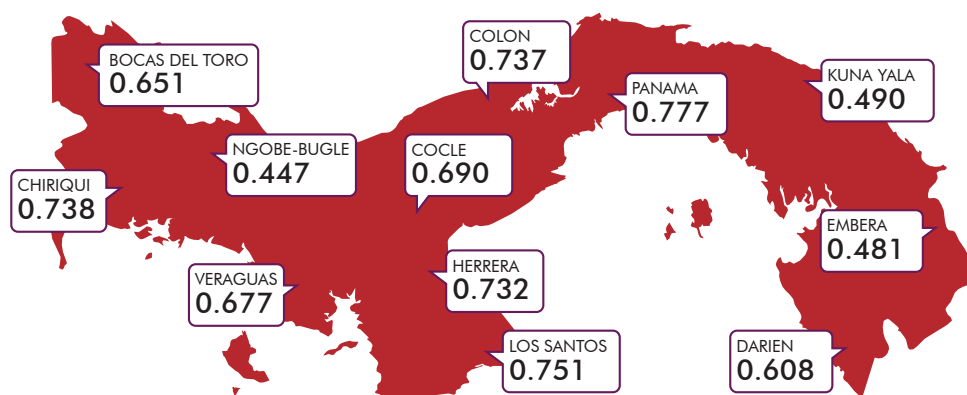 COLON
0.737
BOCAS DEL TORO
0.651
KUNA YALA
0.490
PANAMA
0.777
NGOBE-BUGLE
0.447
COCLE
0.690
CHIRIQUI
0.738
EMBERA
0.481
HERRERA
0.732
VERAGUAS
0.677
LOS SANTOS
0.751
DARIEN
0.608